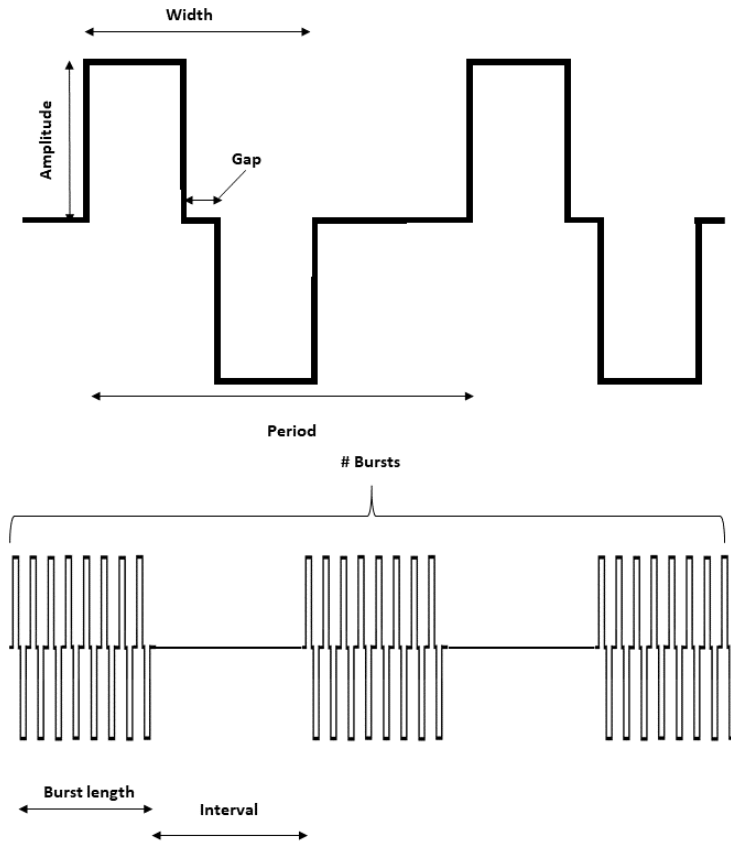 Width
Amplitude
Gap
Period
# Bursts
Burst length
Interval